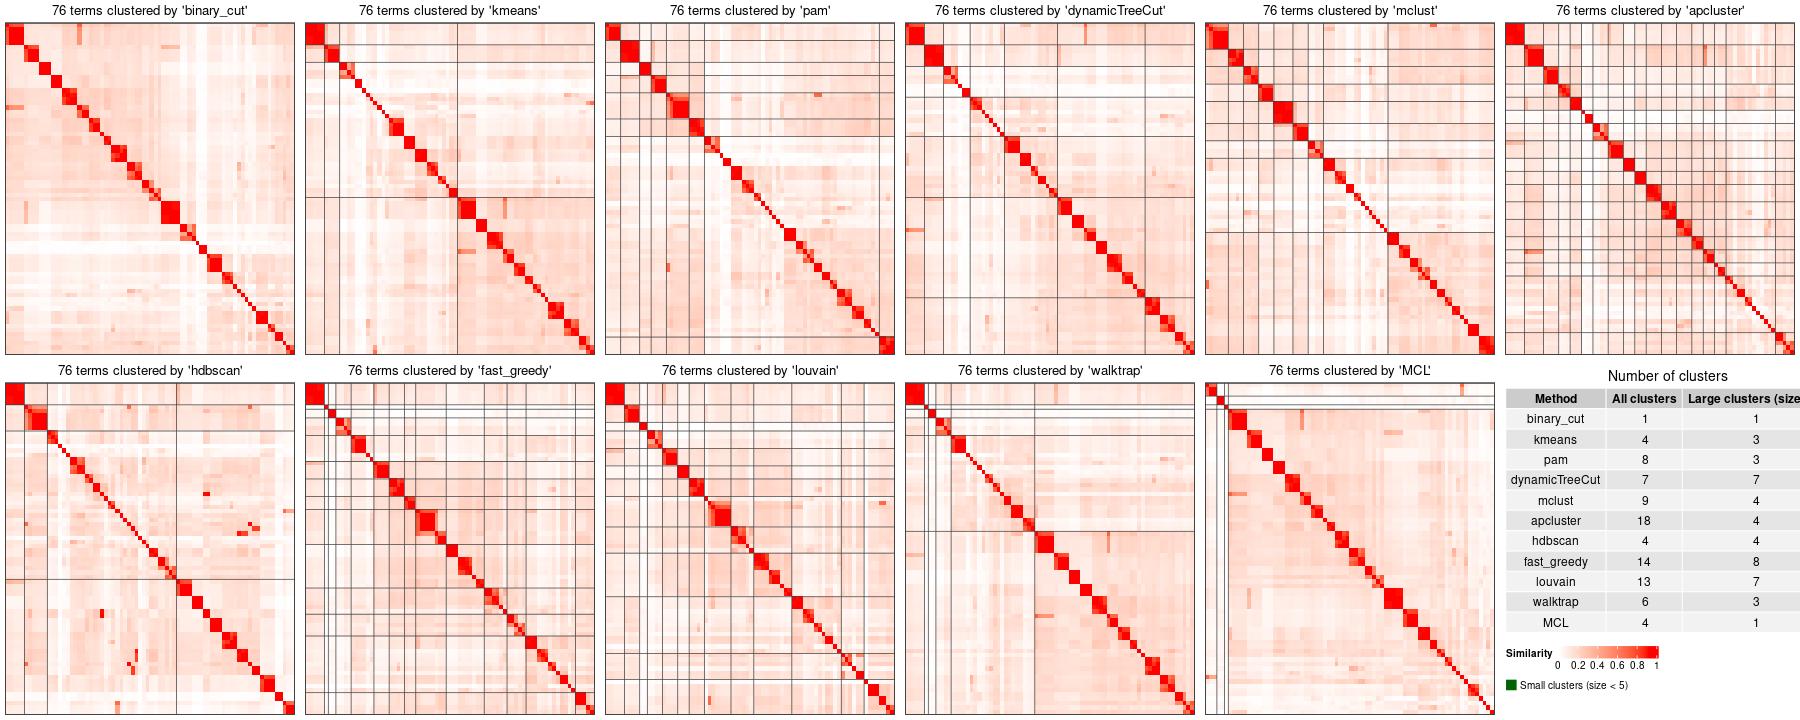 76 terms clustered by 'binary_cut'
76 terms clustered by 'kmeans'
76 terms clustered by 'pam'
76 terms clustered by 'dynamicTreeCut'
76 terms clustered by 'mclust'
76 terms clustered by 'apcluster'
76 terms clustered by 'hdbscan'
76 terms clustered by 'fast_greedy'
76 terms clustered by 'louvain'
76 terms clustered by 'walktrap'
76 terms clustered by 'MCL'
Number of clusters
Method All clusters Large clusters (size
binary_cut 1 1
kmeans 4 3
pam 8 3
dynamicTreeCut 7 7
mclust 9 4
apcluster 18 4
hdbscan 4 4
fast_greedy 14 8
louvain 13 7
walktrap 6 3
MCL 4 1
Similarity
0 0.2 0.4 0.6 0.8 1
Small clusters (size < 5)